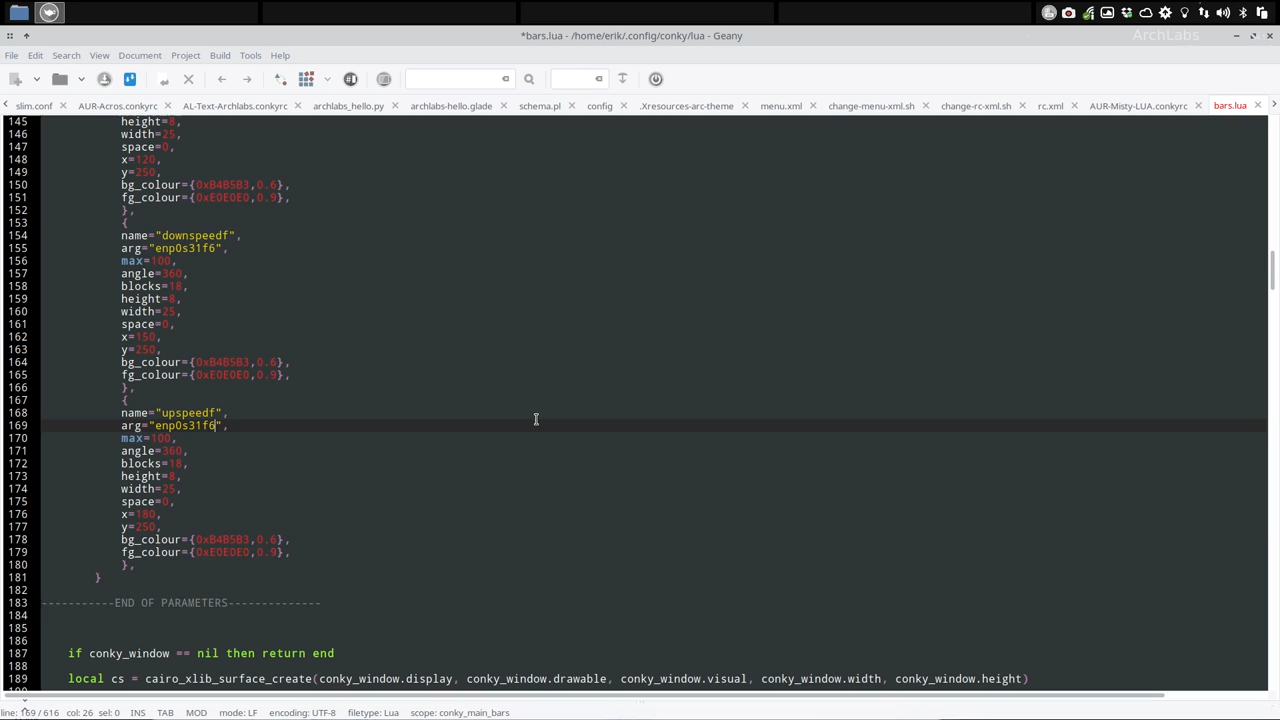 *bars.lua - /home/erik/.config/conky/lua - Geany
ArchLabs
File Edit Search View Document Project Build Tools Help
slim.conf AUR-Acros.conkyrc AL-Text-Archlabs.conkyrc archlabs_hello.py archlabs-hello.glade schema.pl config .Xresources-arc-theme menu.xml change-menu-xml.sh change-rc-xml.sh rc.xml AUR-Misty-LUA.conkyrc bars.lua
145 height=8,
146 width=25,
147 space=0,
148 x=120,
149 y=250,
150 bg_colour={0xB4B5B3,0.6},
151 fg_colour={0xE0E0E0,0.9},
152 },
153 {
154 name="downspeedf",
155 arg="enp0s31f6",
156 max=100,
157 angle=360,
158 blocks=18,
159 height=8,
160 width=25,
161 space=0,
162 x=150,
163 y=250,
164 bg_colour={0xB4B5B3,0.6},
165 fg_colour={0xE0E0E0,0.9},
166 },
167 {
168 name="upspeedf",
169 arg="enp0s31f6",
170 max=100,
171 angle=360,
172 blocks=18,
173 height=8,
174 width=25,
175 space=0,
176 x=180,
177 y=250,
178 bg_colour={0xB4B5B3,0.6},
179 fg_colour={0xE0E0E0,0.9},
180 },
181 }
182
183 -----------END OF PARAMETERS--------------
184
185
186
187 if conky_window == nil then return end
188
189 local cs = cairo_xlib_surface_create(conky_window.display, conky_window.drawable, conky_window.visual, conky_window.width, conky_window.height)
line: 169 / 616 col: 26 sel: 0 INS TAB MOD mode: LF encoding: UTF-8 filetype: Lua scope: conky_main_bars